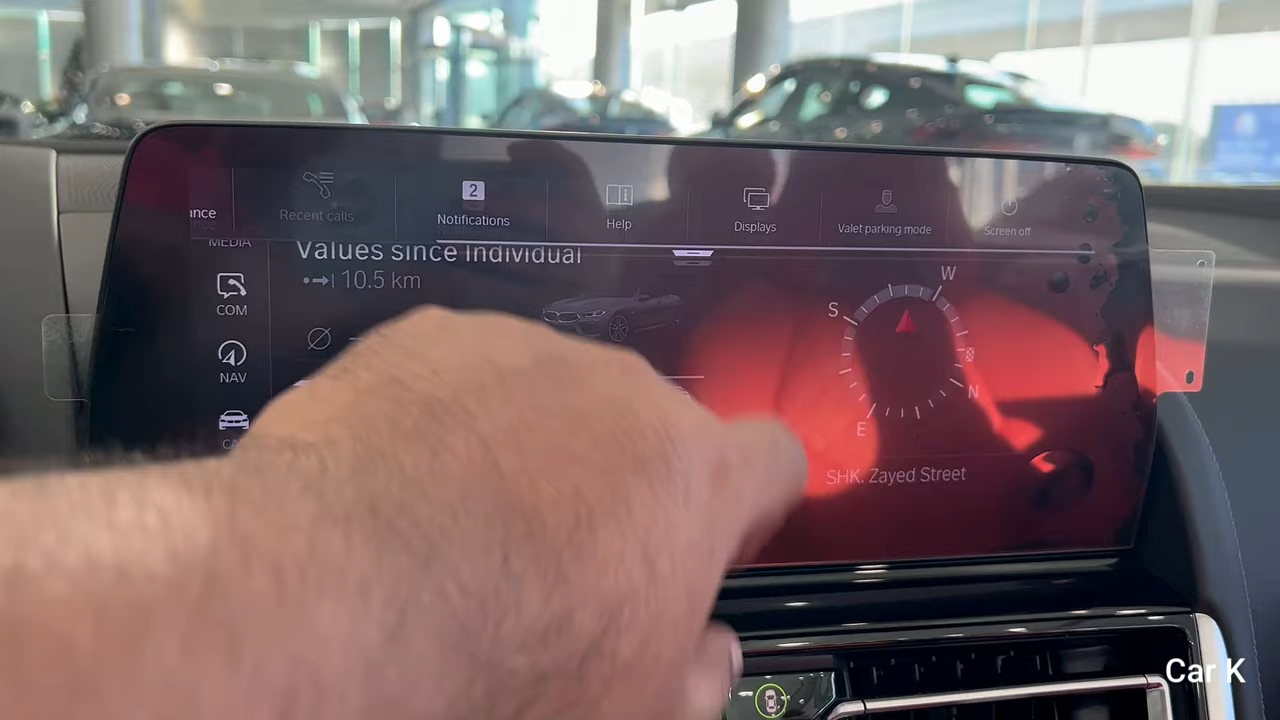 ance
Recent calls
2
Notifications
Help
Displays
Valet parking mode
Screen off
MEDIA
Values since Individual
10.5 km
COM
NAV
CA
W
S
N
E
SHK. Zayed Street
Car K